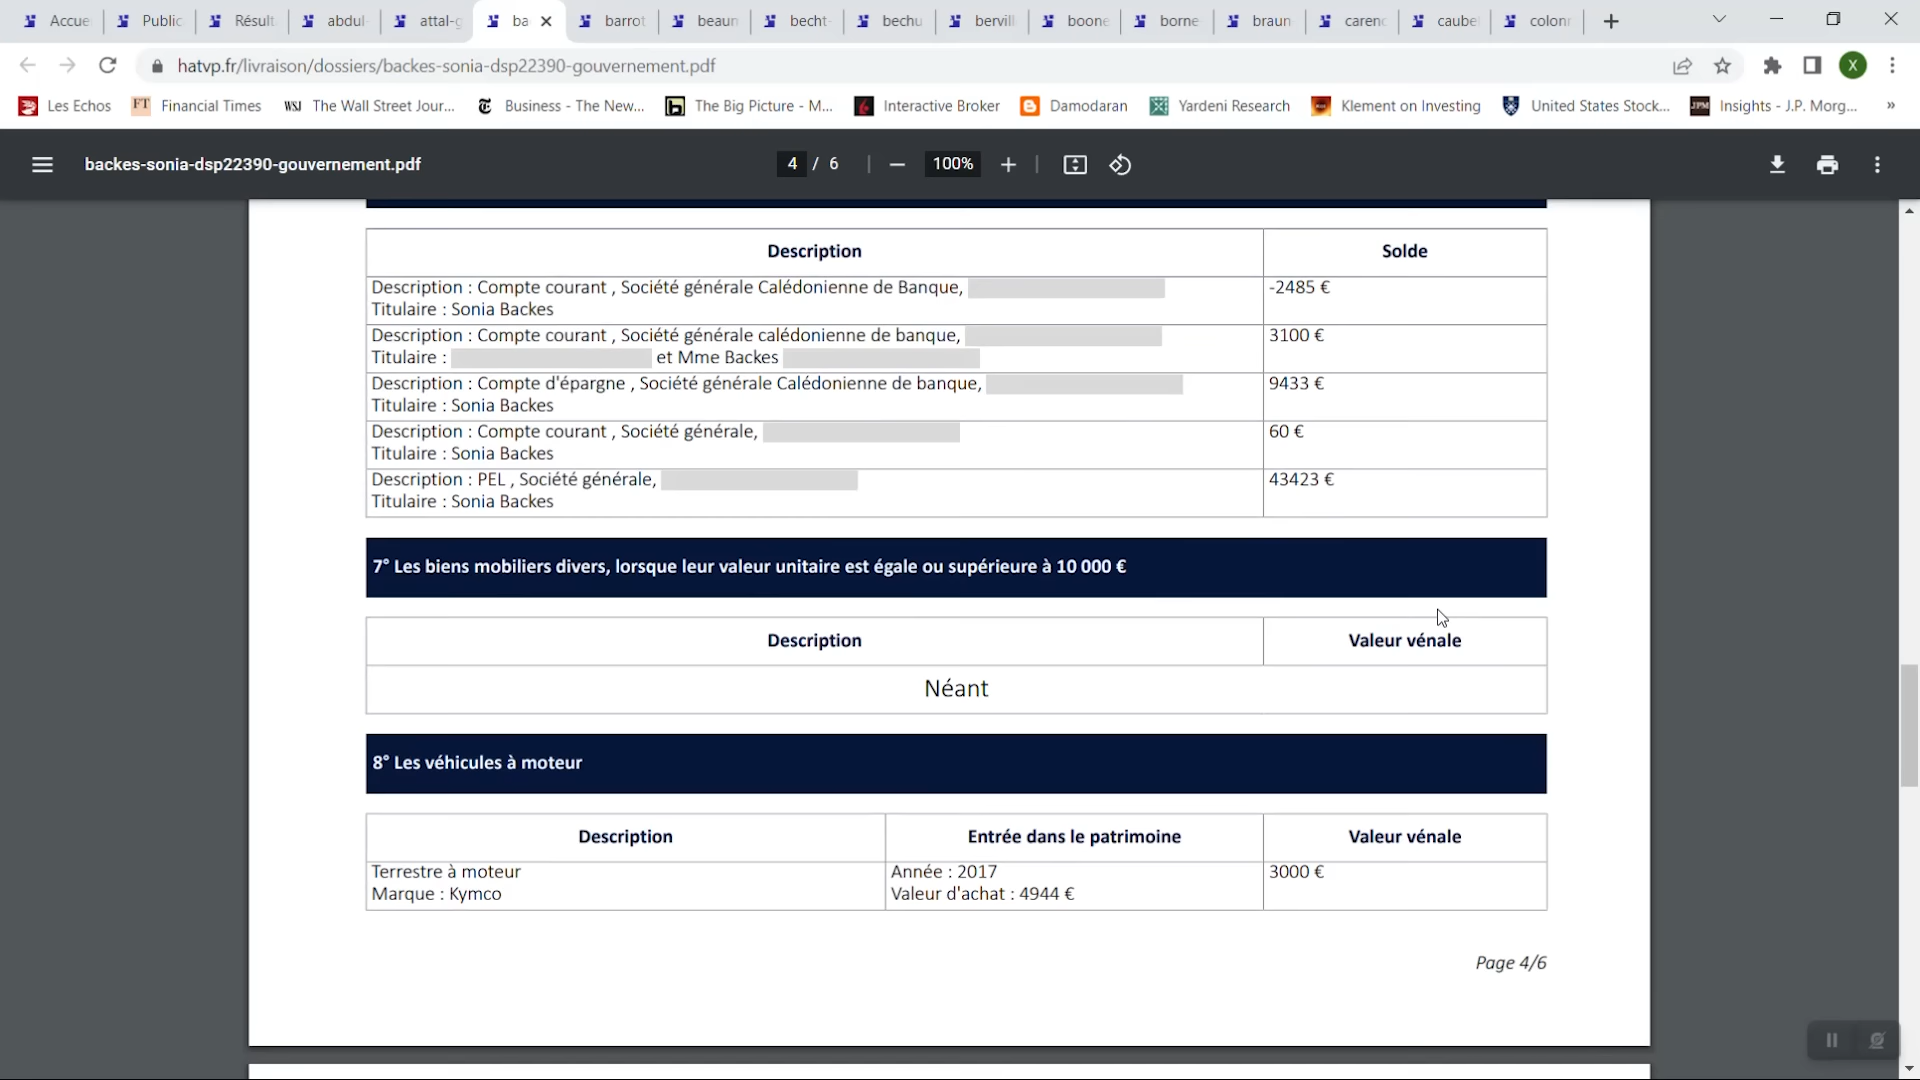 Accue
Public
Résult
abdul-
attal-g
ba
barrot
beaun
becht-
bechu
bervill
boone
borne
braun
carenc
caube
colonn
hatvp.fr/livraison/dossiers/backes-sonia-dsp22390-gouvernement.pdf
X
Les Echos
FT Financial Times
WSJ The Wall Street Jour...
Business - The New...
The Big Picture - M...
Interactive Broker
Damodaran
Yardeni Research
Klement on Investing
United States Stock...
JPM Insights - J.P. Morg...
»
backes-sonia-dsp22390-gouvernement.pdf
4 / 6
100%
Description
Solde
Description : Compte courant , Société générale Calédonienne de Banque,
Titulaire : Sonia Backes
-2485 €
Description : Compte courant , Société générale calédonienne de banque,
Titulaire : et Mme Backes
3100 €
Description : Compte d'épargne , Société générale Calédonienne de banque,
Titulaire : Sonia Backes
9433 €
Description : Compte courant , Société générale,
Titulaire : Sonia Backes
60 €
Description : PEL , Société générale,
Titulaire : Sonia Backes
43423 €
7° Les biens mobiliers divers, lorsque leur valeur unitaire est égale ou supérieure à 10 000 €
Description
Valeur vénale
Néant
8° Les véhicules à moteur
Description
Entrée dans le patrimoine
Valeur vénale
Terrestre à moteur
Marque : Kymco
Année : 2017
Valeur d'achat : 4944 €
3000 €
Page 4/6